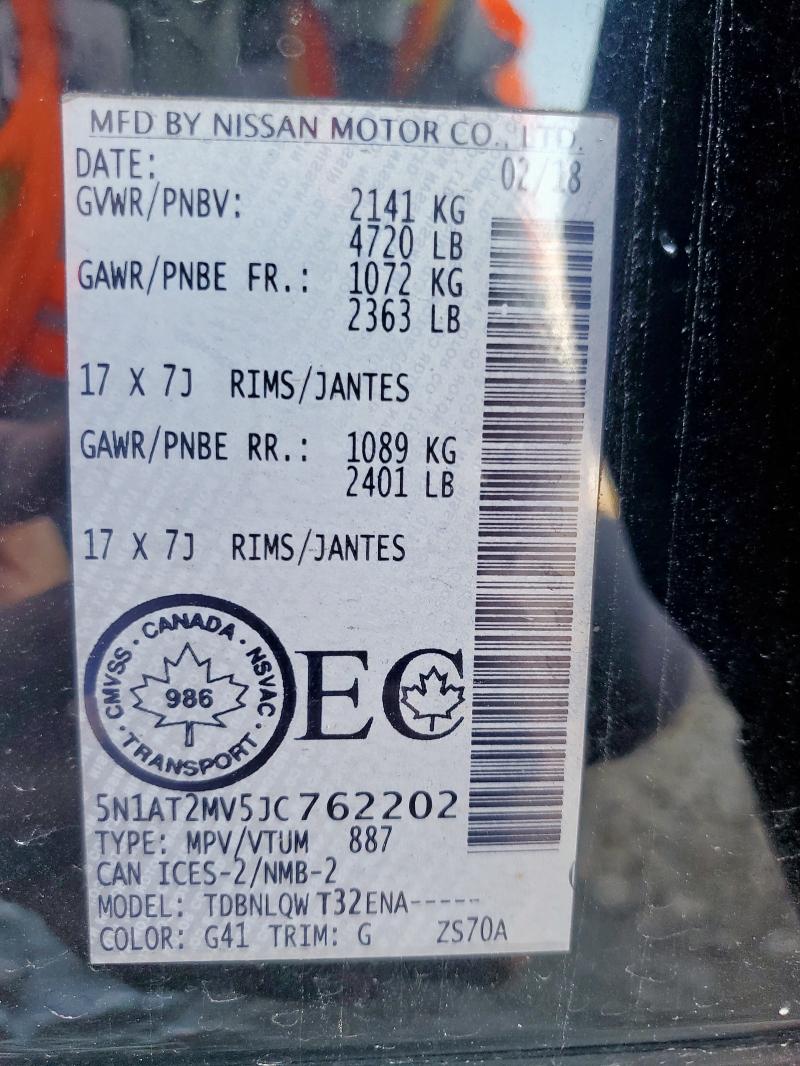 MFD BY NISSAN MOTOR CO., LTD.
DATE: 02/18
GVWR/PNBV: 2141 KG
4720 LB
GAWR/PNBE FR.: 1072 KG
2363 LB
17 X 7J RIMS/JANTES
GAWR/PNBE RR.: 1089 KG
2401 LB
17 X 7J RIMS/JANTES
CMVSS · CANADA · NSVAC · TRANSPORT ·
986
EC
5N1AT2MV5JC762202
TYPE: MPV/VTUM 887
CAN ICES-2/NMB-2
MODEL: TDBNLQW T32ENA-----
COLOR: G41 TRIM: G ZS70A